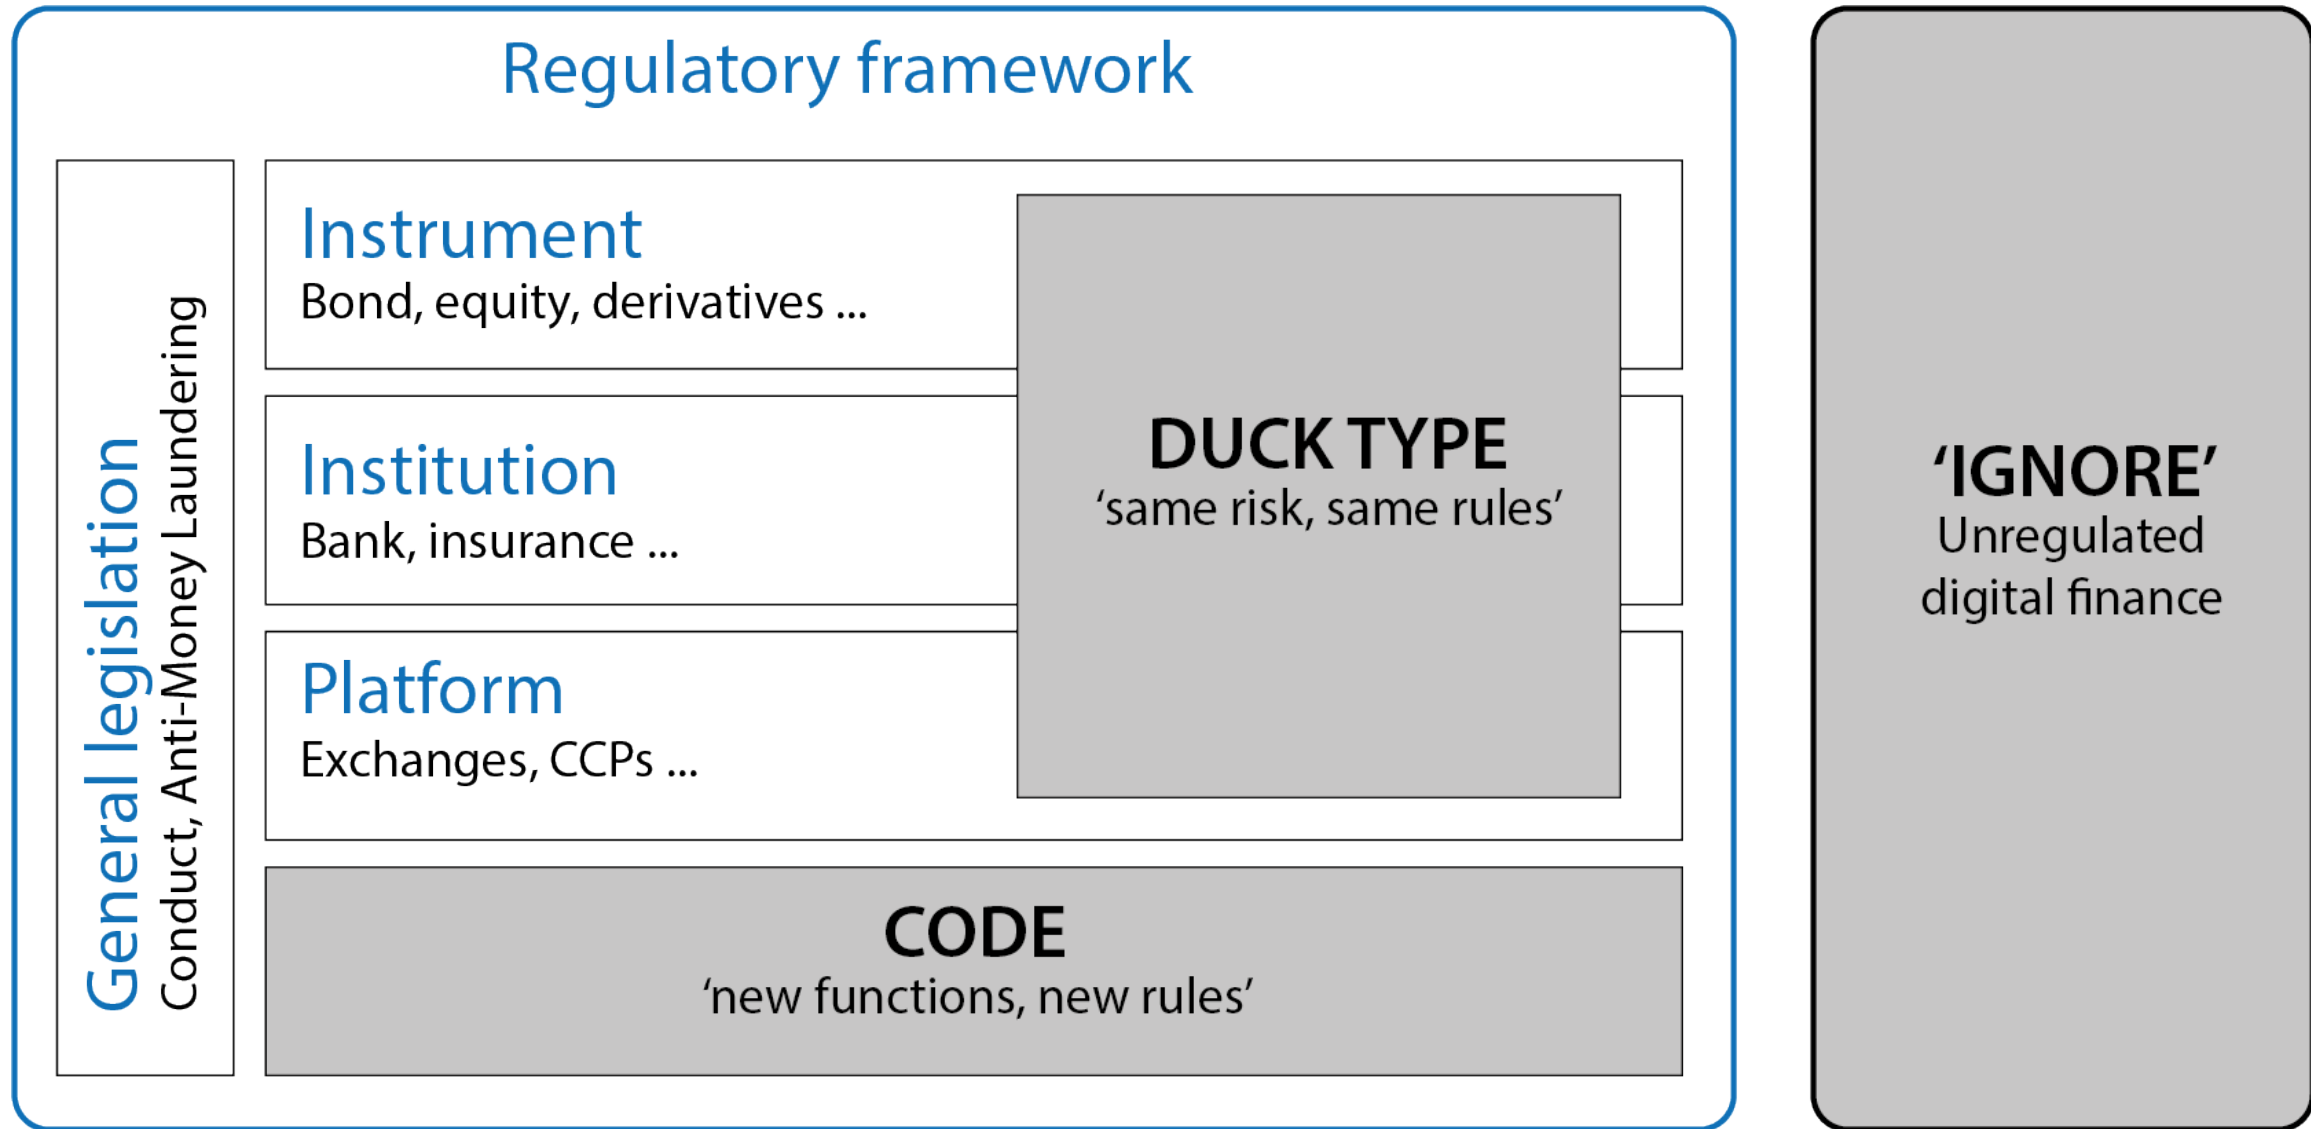 Regulatory framework
General legislation
Conduct, Anti-Money Laundering
Instrument
Bond, equity, derivatives ...
Institution
Bank, insurance ...
Platform
Exchanges, CCPs ...
DUCK TYPE
‘same risk, same rules’
CODE
‘new functions, new rules’
‘IGNORE’
Unregulated
digital finance